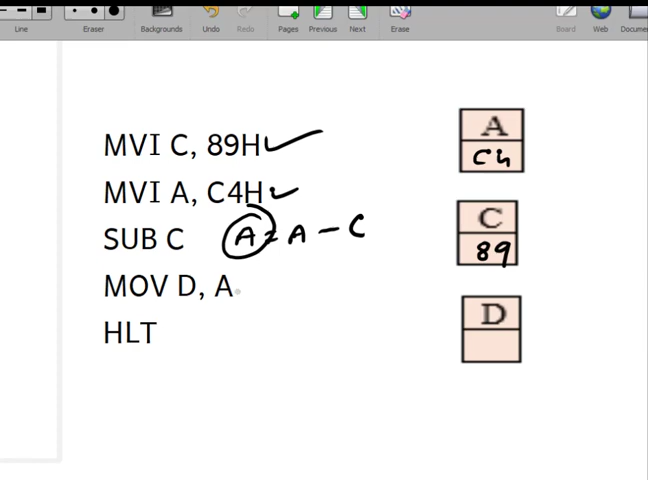 Line Eraser Backgrounds Undo Redo Pages Previous Next Erase Board Web
MVI C, 89H
MVI A, C4H
SUB C A = A - C
MOV D, A
HLT
A
C4
C
89
D